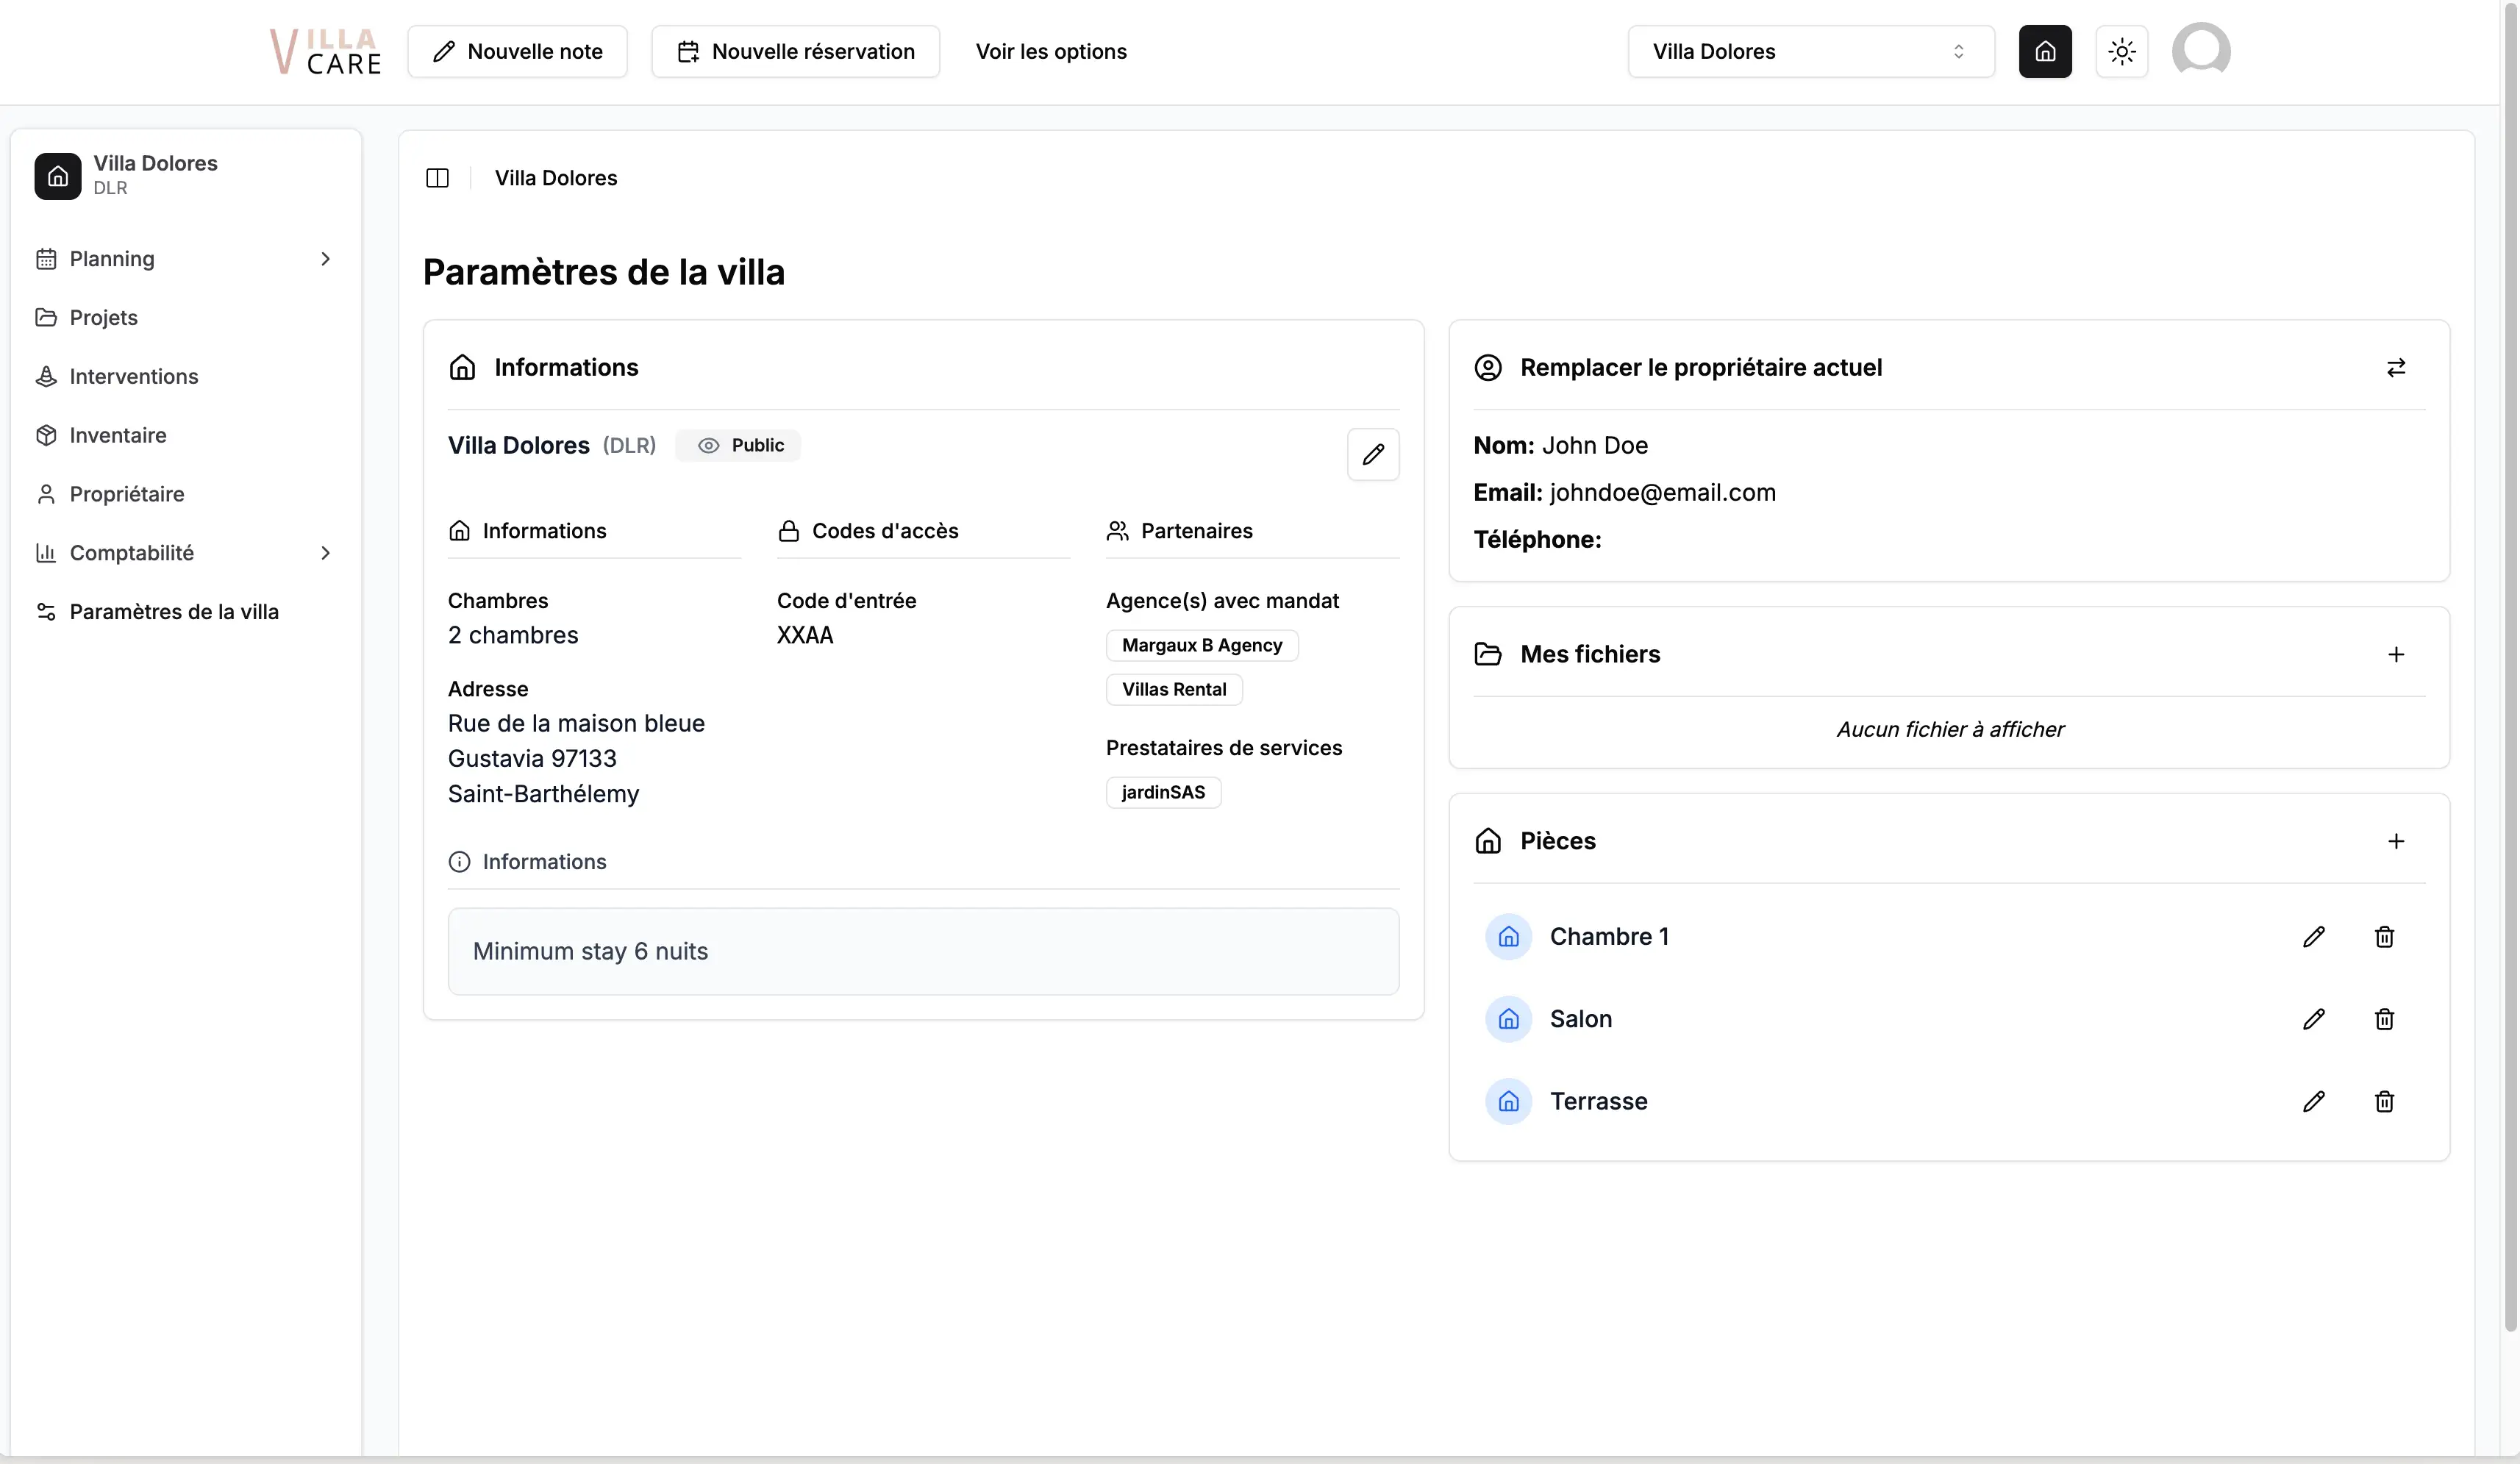 VILLA CARE
Nouvelle note
Nouvelle réservation
Voir les options
Villa Dolores
Villa Dolores
DLR
Planning
Projets
Interventions
Inventaire
Propriétaire
Comptabilité
Paramètres de la villa
Villa Dolores
Paramètres de la villa
Informations
Villa Dolores (DLR) Public
Informations
Chambres
2 chambres
Adresse
Rue de la maison bleue
Gustavia 97133
Saint-Barthélemy
Codes d'accès
Code d'entrée
XXAA
Partenaires
Agence(s) avec mandat
Margaux B Agency
Villas Rental
Prestataires de services
jardinSAS
Informations
Minimum stay 6 nuits
Remplacer le propriétaire actuel
Nom: John Doe
Email: johndoe@email.com
Téléphone:
Mes fichiers
Aucun fichier à afficher
Pièces
Chambre 1
Salon
Terrasse